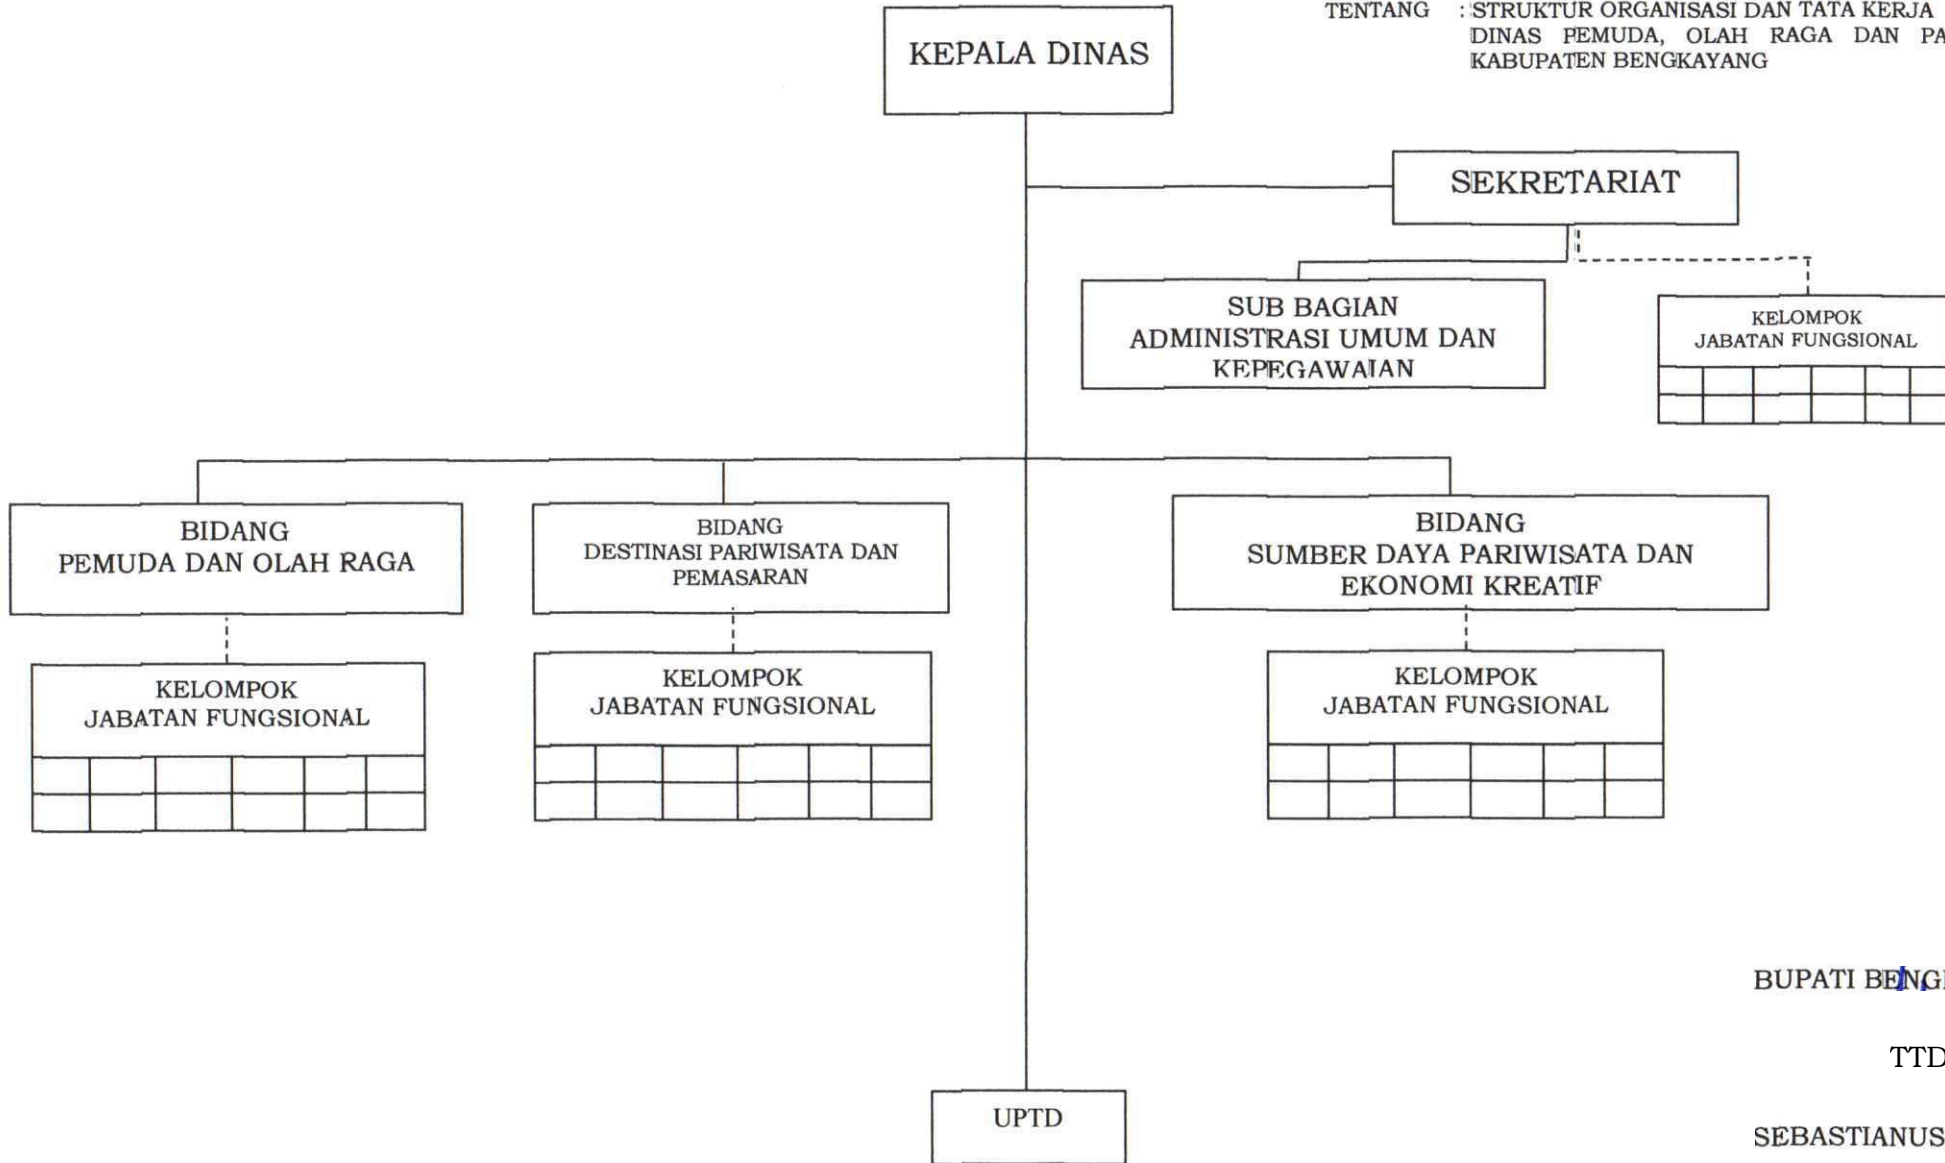 TENTANG : STRUKTUR ORGANISASI DAN TATA KERJA
DINAS PEMUDA, OLAH RAGA DAN
KABUPATEN BENGKAYANG
KEPALA DINAS
SEKRETARIAT
SUB BAGIAN
ADMINISTRASI UMUM DAN
KEPEGAWAIAN
KELOMPOK
JABATAN FUNGSIONAL
BIDANG
PEMUDA DAN OLAH RAGA
BIDANG
DESTINASI PARIWISATA DAN
PEMASARAN
BIDANG
SUMBER DAYA PARIWISATA DAN
EKONOMI KREATIF
KELOMPOK
JABATAN FUNGSIONAL
KELOMPOK
JABATAN FUNGSIONAL
KELOMPOK
JABATAN FUNGSIONAL
BUPATI
TTD
SEBASTIANUS
UPTD